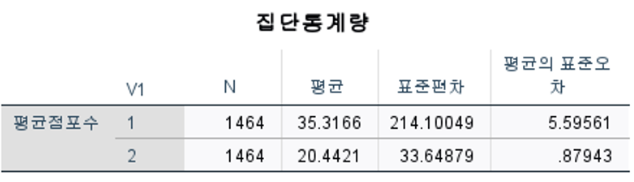 집단통계량
V1 N 평균 표준편차 평균의 표준오
차
평균점포수 1 1464 35.3166 214.10049 5.59561
2 1464 20.4421 33.64879 .87943